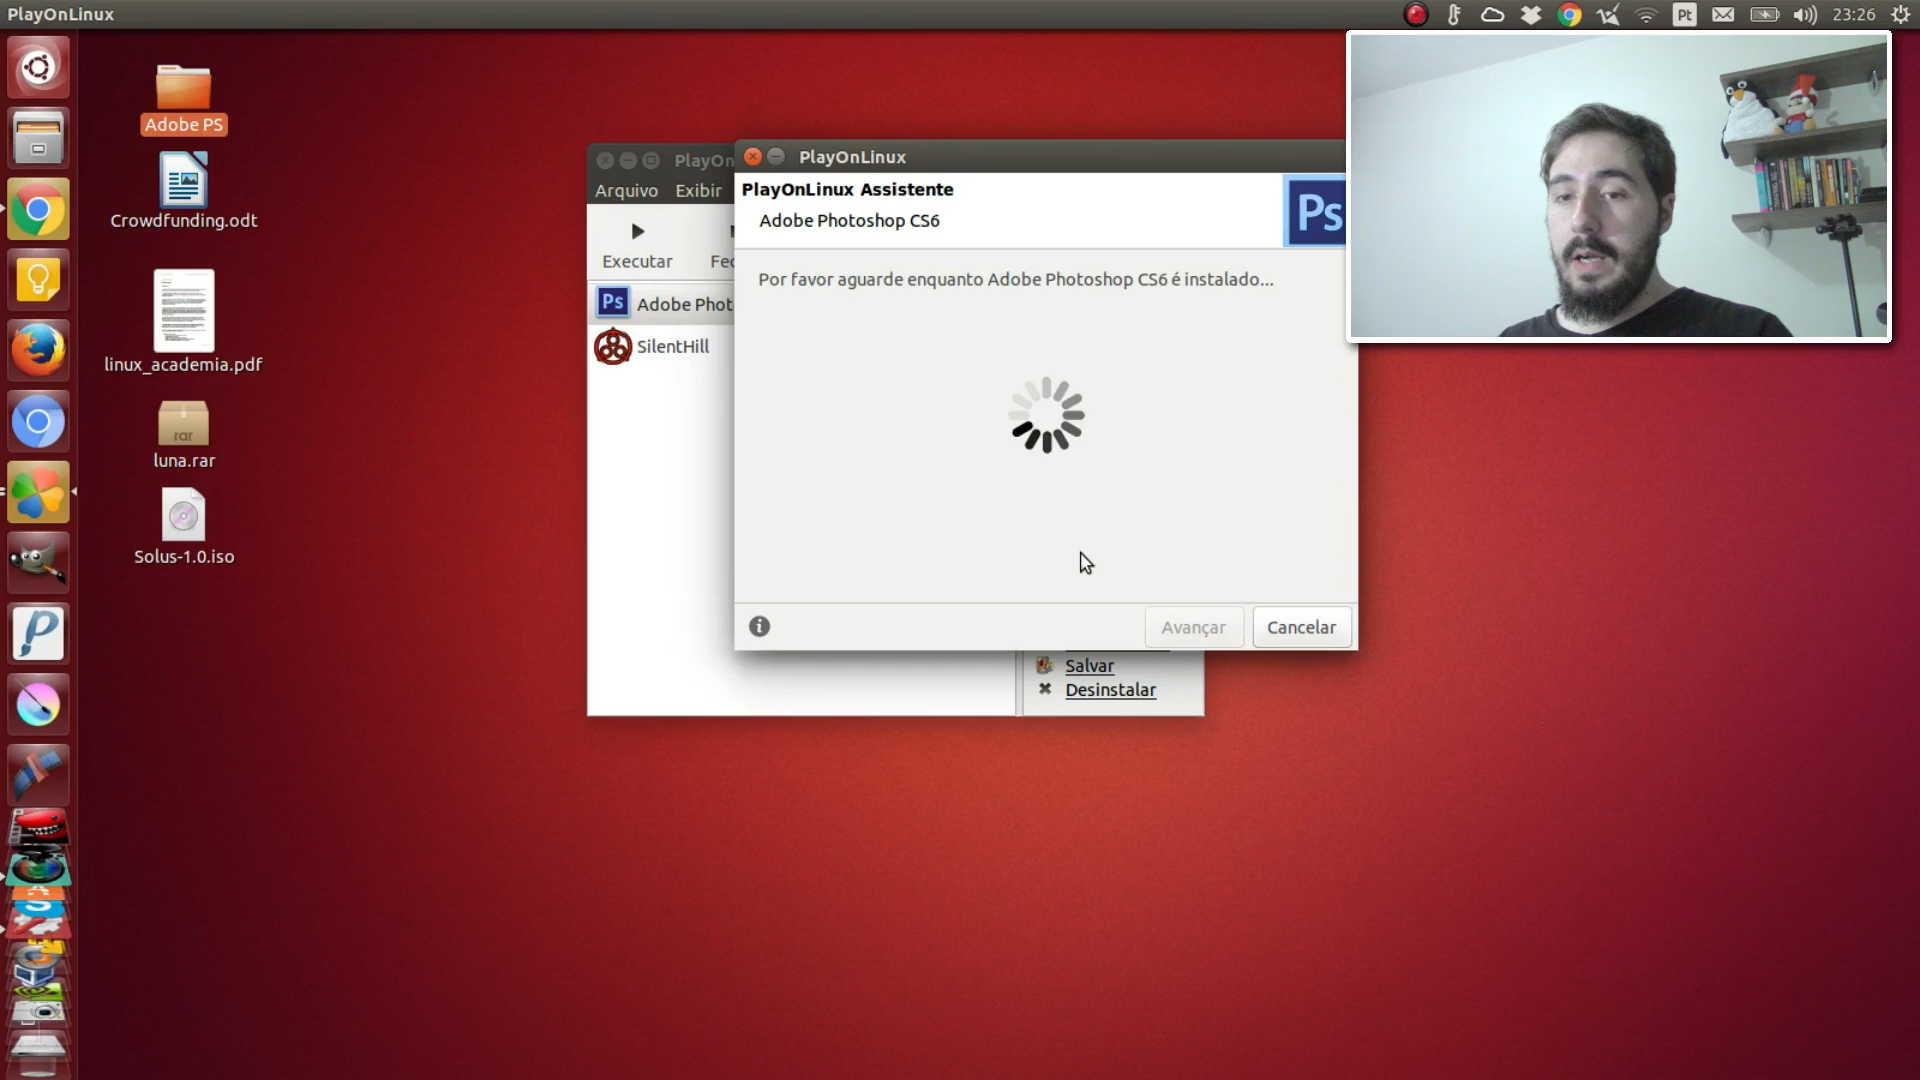 PlayOnLinux
Pt
23:26
Adobe PS
Crowdfunding.odt
linux_academia.pdf
rar
luna.rar
Solus-1.0.iso
PlayOn
Arquivo Exibir
Executar
Fec
Ps Adobe Phot
SilentHill
PlayOnLinux
PlayOnLinux Assistente
Adobe Photoshop CS6
Ps
Por favor aguarde enquanto Adobe Photoshop CS6 é instalado...
Avançar
Cancelar
Salvar
Desinstalar